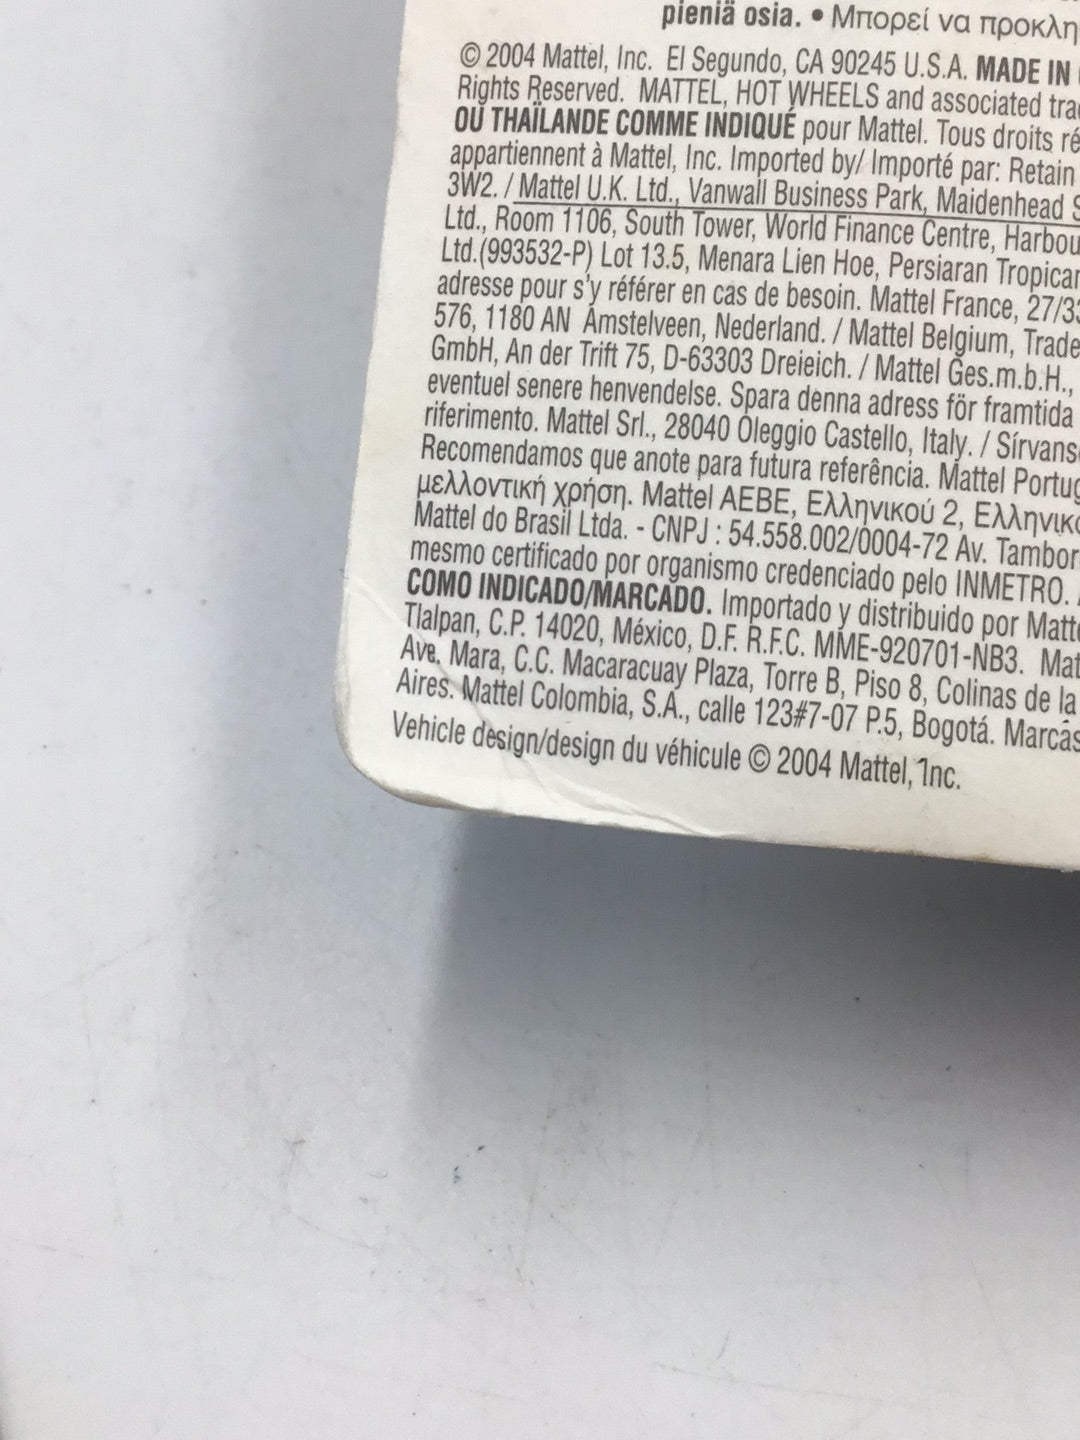 pieniä osia. • Μπορεί να προκλη
© 2004 Mattel, Inc. El Segundo, CA 90245 U.S.A. MADE IN
Rights Reserved. MATTEL, HOT WHEELS and associated tra
OU THAÏLANDE COMME INDIQUÉ pour Mattel. Tous droits ré
appartiennent à Mattel, Inc. Imported by/ Importé par: Retain
3W2. / Mattel U.K. Ltd., Vanwall Business Park, Maidenhead S
Ltd., Room 1106, South Tower, World Finance Centre, Harbou
Ltd.(993532-P) Lot 13.5, Menara Lien Hoe, Persiaran Tropican
adresse pour s'y référer en cas de besoin. Mattel France, 27/33
576, 1180 AN Amstelveen, Nederland. / Mattel Belgium, Trade
GmbH, An der Trift 75, D-63303 Dreieich. / Mattel Ges.m.b.H.,
eventuel senere henvendelse. Spara denna adress för framtida
riferimento. Mattel Srl., 28040 Oleggio Castello, Italy. / Sírvans
Recomendamos que anote para futura referência. Mattel Portug
μελλοντική χρήση. Mattel AEBE, Ελληνικού 2, Ελληνικό
Mattel do Brasil Ltda. - CNPJ : 54.558.002/0004-72 Av. Tambor
mesmo certificado por organismo credenciado pelo INMETRO.
COMO INDICADO/MARCADO. Importado y distribuido por Matte
Tlalpan, C.P. 14020, México, D.F. R.F.C. MME-920701-NB3. Mat
Ave. Mara, C.C. Macaracuay Plaza, Torre B, Piso 8, Colinas de la
Aires. Mattel Colombia, S.A., calle 123#7-07 P.5, Bogotá. Marcas
Vehicle design/design du véhicule © 2004 Mattel, Inc.